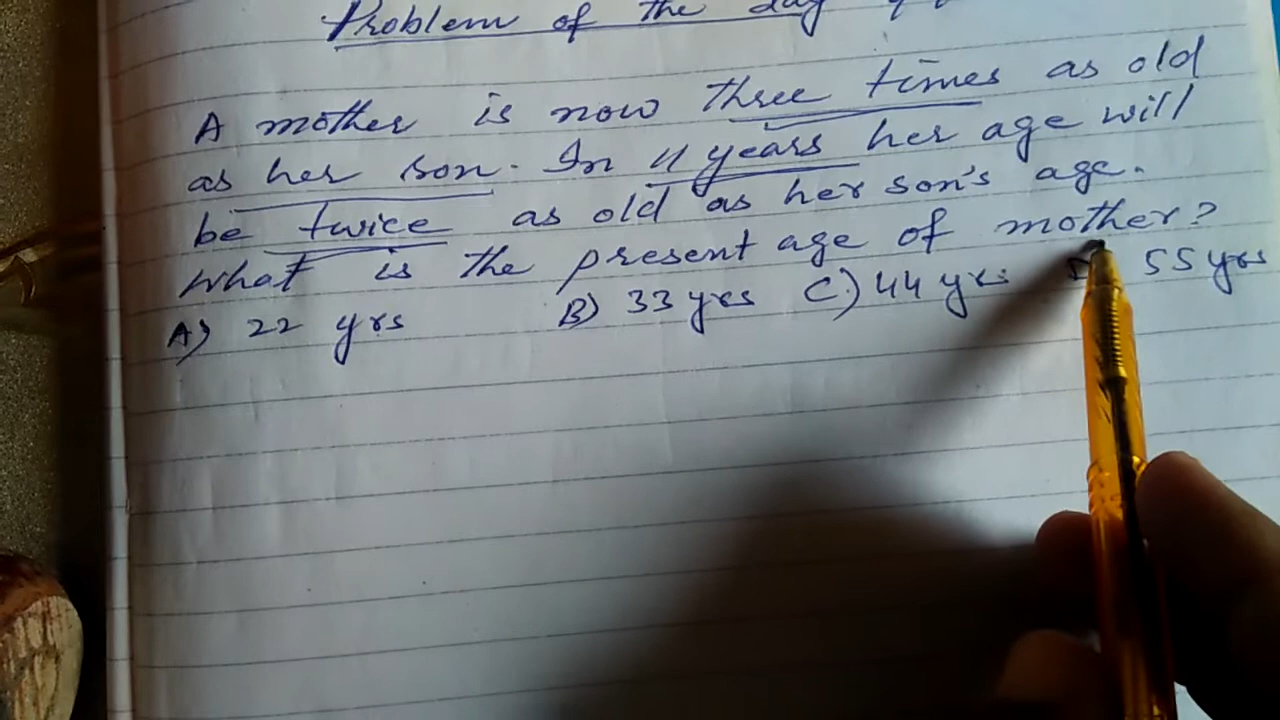 Problem of the day
A mother is now three times as old
as her son. In 11 years her age will
be twice as old as her son's age.
What is the present age of mother?
A) 22 yrs B) 33 yrs C) 44 yrs 55 yrs